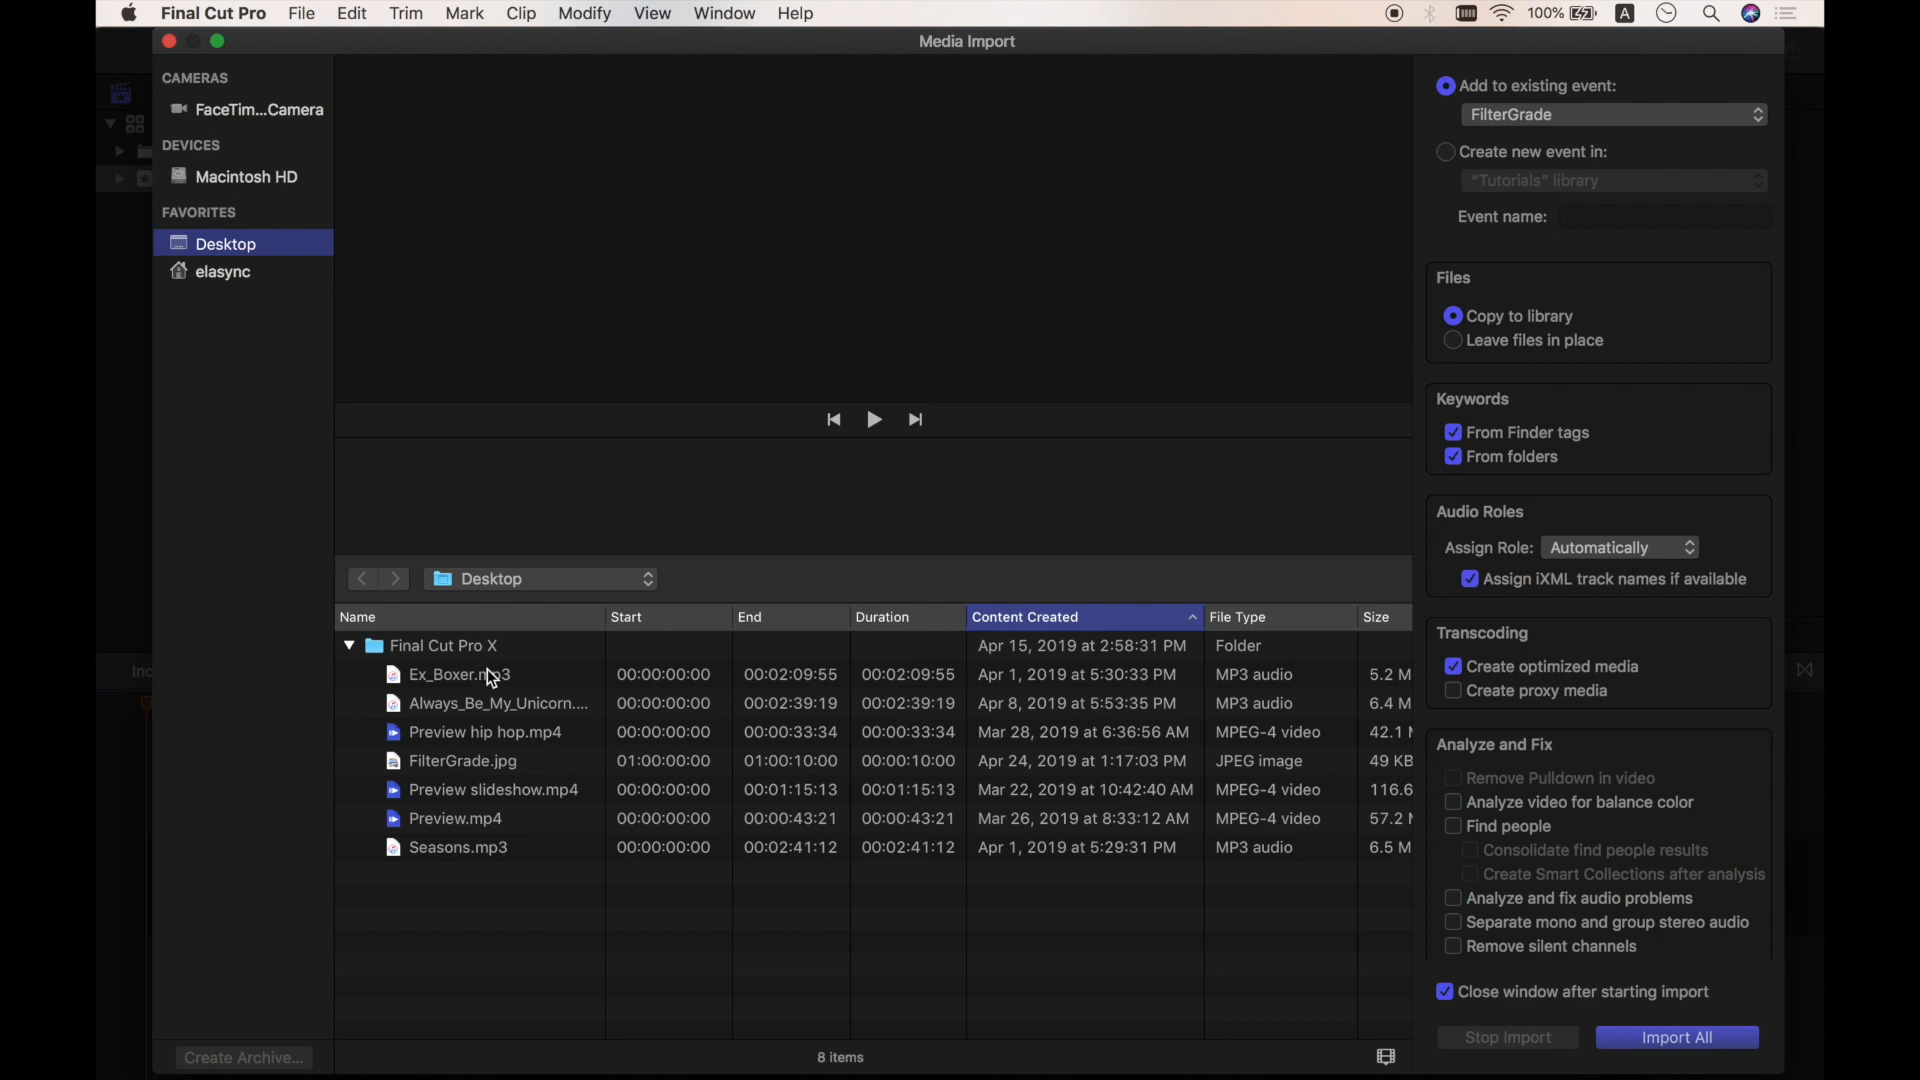 Final Cut Pro File Edit Trim Mark Clip Modify View Window Help 100% A
Media Import
CAMERAS
FaceTim...Camera
DEVICES
Macintosh HD
FAVORITES
Desktop
elasync
Add to existing event:
FilterGrade
Create new event in:
"Tutorials" library
Event name:
Files
Copy to library
Leave files in place
Keywords
From Finder tags
From folders
Audio Roles
Assign Role: Automatically
Assign iXML track names if available
Transcoding
Create optimized media
Create proxy media
Analyze and Fix
Remove Pulldown in video
Analyze video for balance color
Find people
Consolidate find people results
Create Smart Collections after analysis
Analyze and fix audio problems
Separate mono and group stereo audio
Remove silent channels
Close window after starting import
Stop Import Import All
Desktop
Name Start End Duration Content Created File Type Size
Final Cut Pro X Apr 15, 2019 at 2:58:31 PM Folder
Ex_Boxer.mp3 00:00:00:00 00:02:09:55 00:02:09:55 Apr 1, 2019 at 5:30:33 PM MP3 audio 5.2 M
Always_Be_My_Unicorn.... 00:00:00:00 00:02:39:19 00:02:39:19 Apr 8, 2019 at 5:53:35 PM MP3 audio 6.4 M
Preview hip hop.mp4 00:00:00:00 00:00:33:34 00:00:33:34 Mar 28, 2019 at 6:36:56 AM MPEG-4 video 42.1
FilterGrade.jpg 01:00:00:00 01:00:10:00 00:00:10:00 Apr 24, 2019 at 1:17:03 PM JPEG image 49 KB
Preview slideshow.mp4 00:00:00:00 00:01:15:13 00:01:15:13 Mar 22, 2019 at 10:42:40 AM MPEG-4 video 116.6
Preview.mp4 00:00:00:00 00:00:43:21 00:00:43:21 Mar 26, 2019 at 8:33:12 AM MPEG-4 video 57.2
Seasons.mp3 00:00:00:00 00:02:41:12 00:02:41:12 Apr 1, 2019 at 5:29:31 PM MP3 audio 6.5 M
Create Archive... 8 items